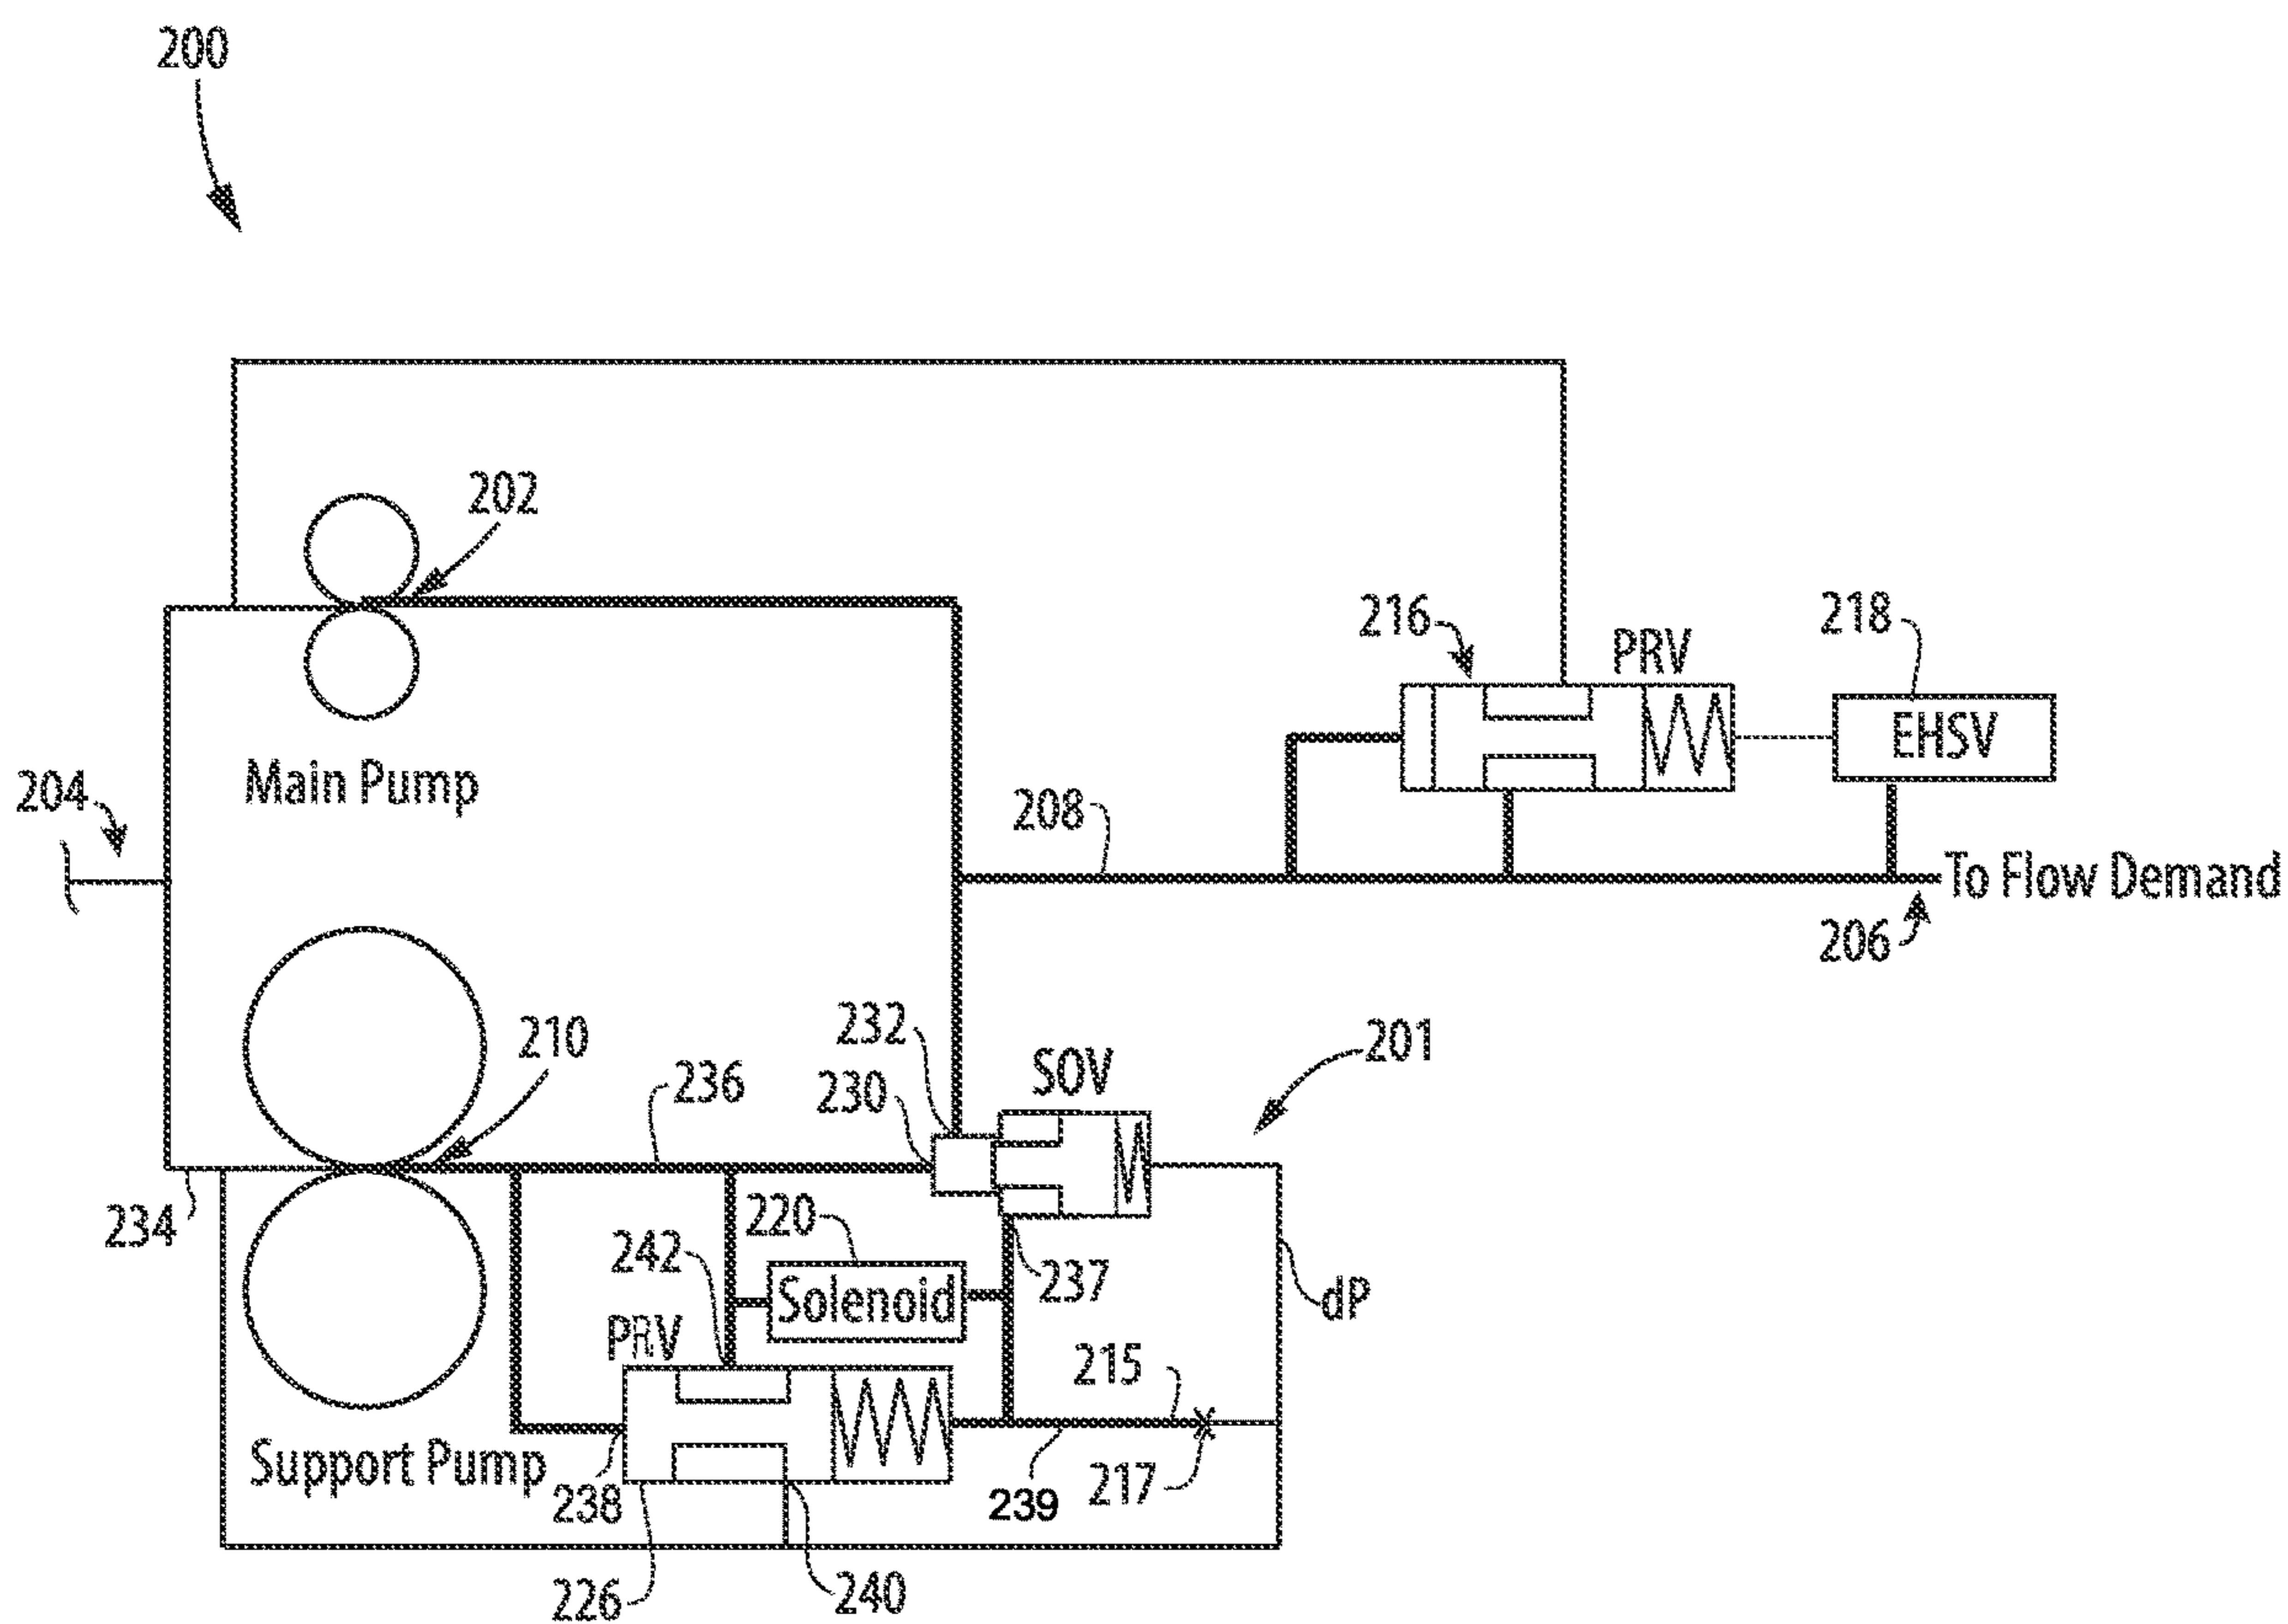 200
202
216
PRV
218
EHSV
Main Pump
204
208
To Flow Demand
206
232
201
210
SOV
236
230
220
234
242
237
Solenoid
dP
PRV
215
Support Pump
238
239
217
226
240